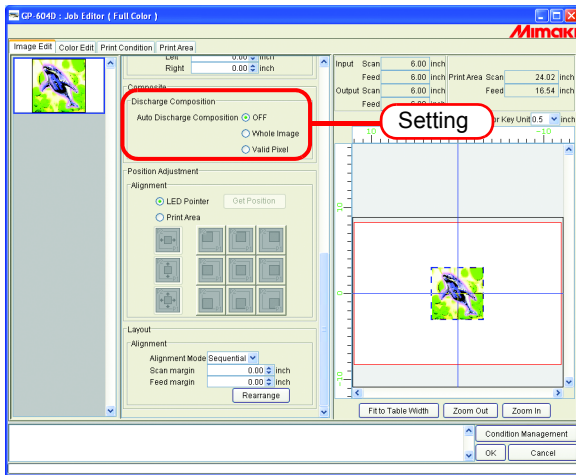 GP-604D : Job Editor ( Full Color )
Mimaki
Image Edit Color Edit Print Condition Print Area
Left 0.00 inch
Right 0.00 inch
Composite
Discharge Composition
Auto Discharge Composition OFF
Whole Image
Valid Pixel
Setting
Position Adjustment
Alignment
LED Pointer Get Position
Print Area
Layout
Alignment
Alignment Mode Sequential
Scan margin 0.00 inch
Feed margin 0.00 inch
Rearrange
Input Scan 6.00 inch
Feed 6.00 inch Print Area Scan 24.02 inch
Output Scan 6.00 inch Feed 16.54 inch
Feed
Key Unit 0.5 inch
10 -10
10
0
-10
Fit to Table Width Zoom Out Zoom In
Condition Management
OK Cancel